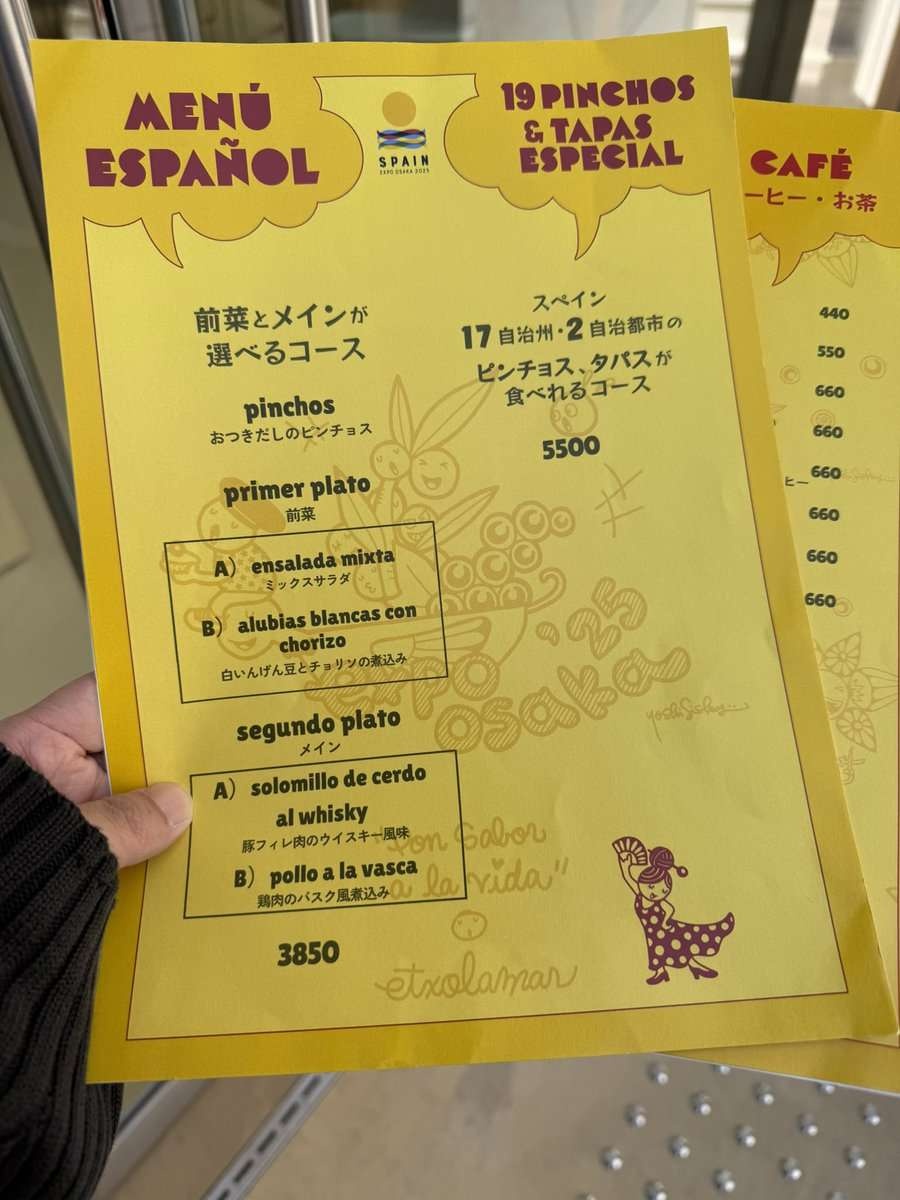 MENÚ
ESPAÑOL
SPAIN
EXPO OSAKA 2025
19 PINCHOS
& TAPAS
ESPECIAL
前菜とメインが
選べるコース
pinchos
おつきだしのピンチョス
primer plato
前菜
A) ensalada mixta
ミックスサラダ
B) alubias blancas con
chorizo
白いんげん豆とチョリソの煮込み
segundo plato
メイン
A) solomillo de cerdo
al whisky
豚フィレ肉のウイスキー風味
B) pollo a la vasca
鶏肉のバスク風煮込み
3850
スペイン
17自治州・2自治都市の
ピンチョス、タパスが
食べれるコース
5500
expo '25
osaka
"Pon Sabor
a la vida"
etxolamar
CAFÉ
ーヒー・お茶
440
550
660
660
ヒー 660
660
660
660